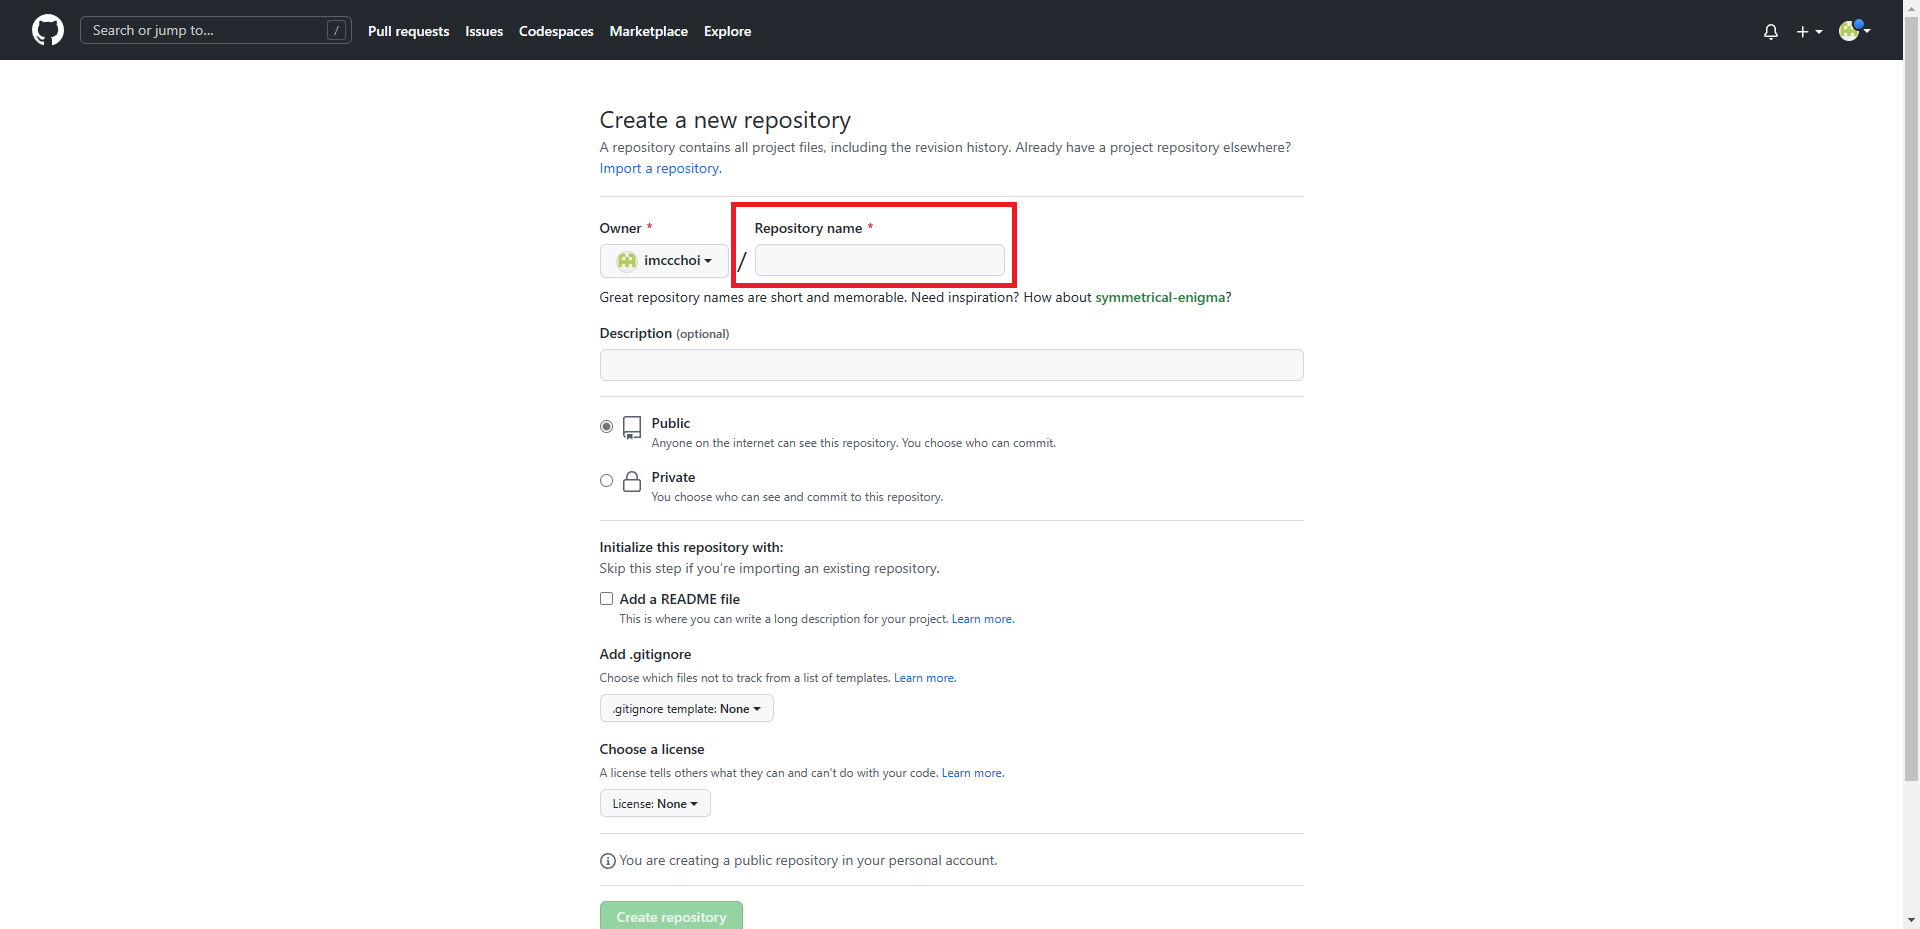 Search or jump to... /
Pull requests Issues Codespaces Marketplace Explore
Create a new repository
A repository contains all project files, including the revision history. Already have a project repository elsewhere?
Import a repository.
Owner * Repository name *
imccchoi /
Great repository names are short and memorable. Need inspiration? How about symmetrical-enigma?
Description (optional)
Public
Anyone on the internet can see this repository. You choose who can commit.
Private
You choose who can see and commit to this repository.
Initialize this repository with:
Skip this step if you’re importing an existing repository.
Add a README file
This is where you can write a long description for your project. Learn more.
Add .gitignore
Choose which files not to track from a list of templates. Learn more.
.gitignore template: None
Choose a license
A license tells others what they can and can't do with your code. Learn more.
License: None
You are creating a public repository in your personal account.
Create repository